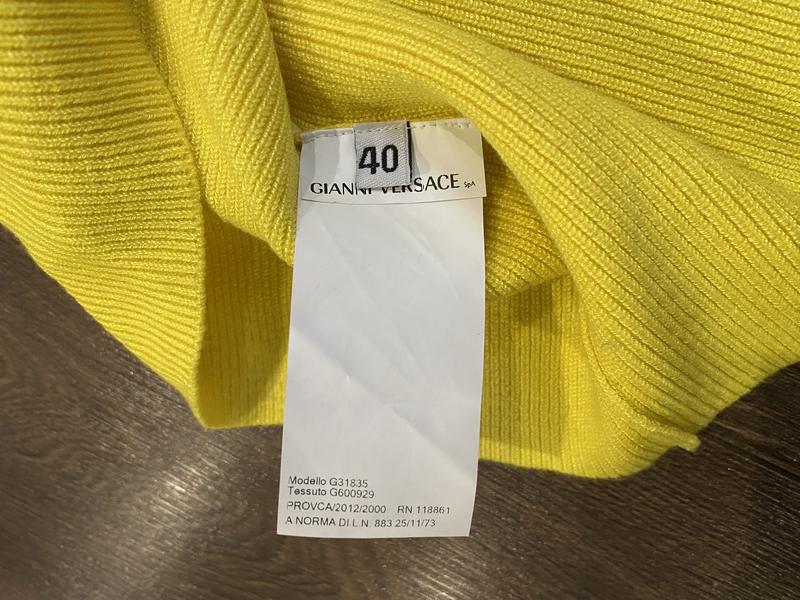 40
GIANNI VERSACE SpA
Modello G31835
Tessuto G600929
PROVCA/2012/2000 RN 118861
A NORMA DI L.N. 883 25/11/73